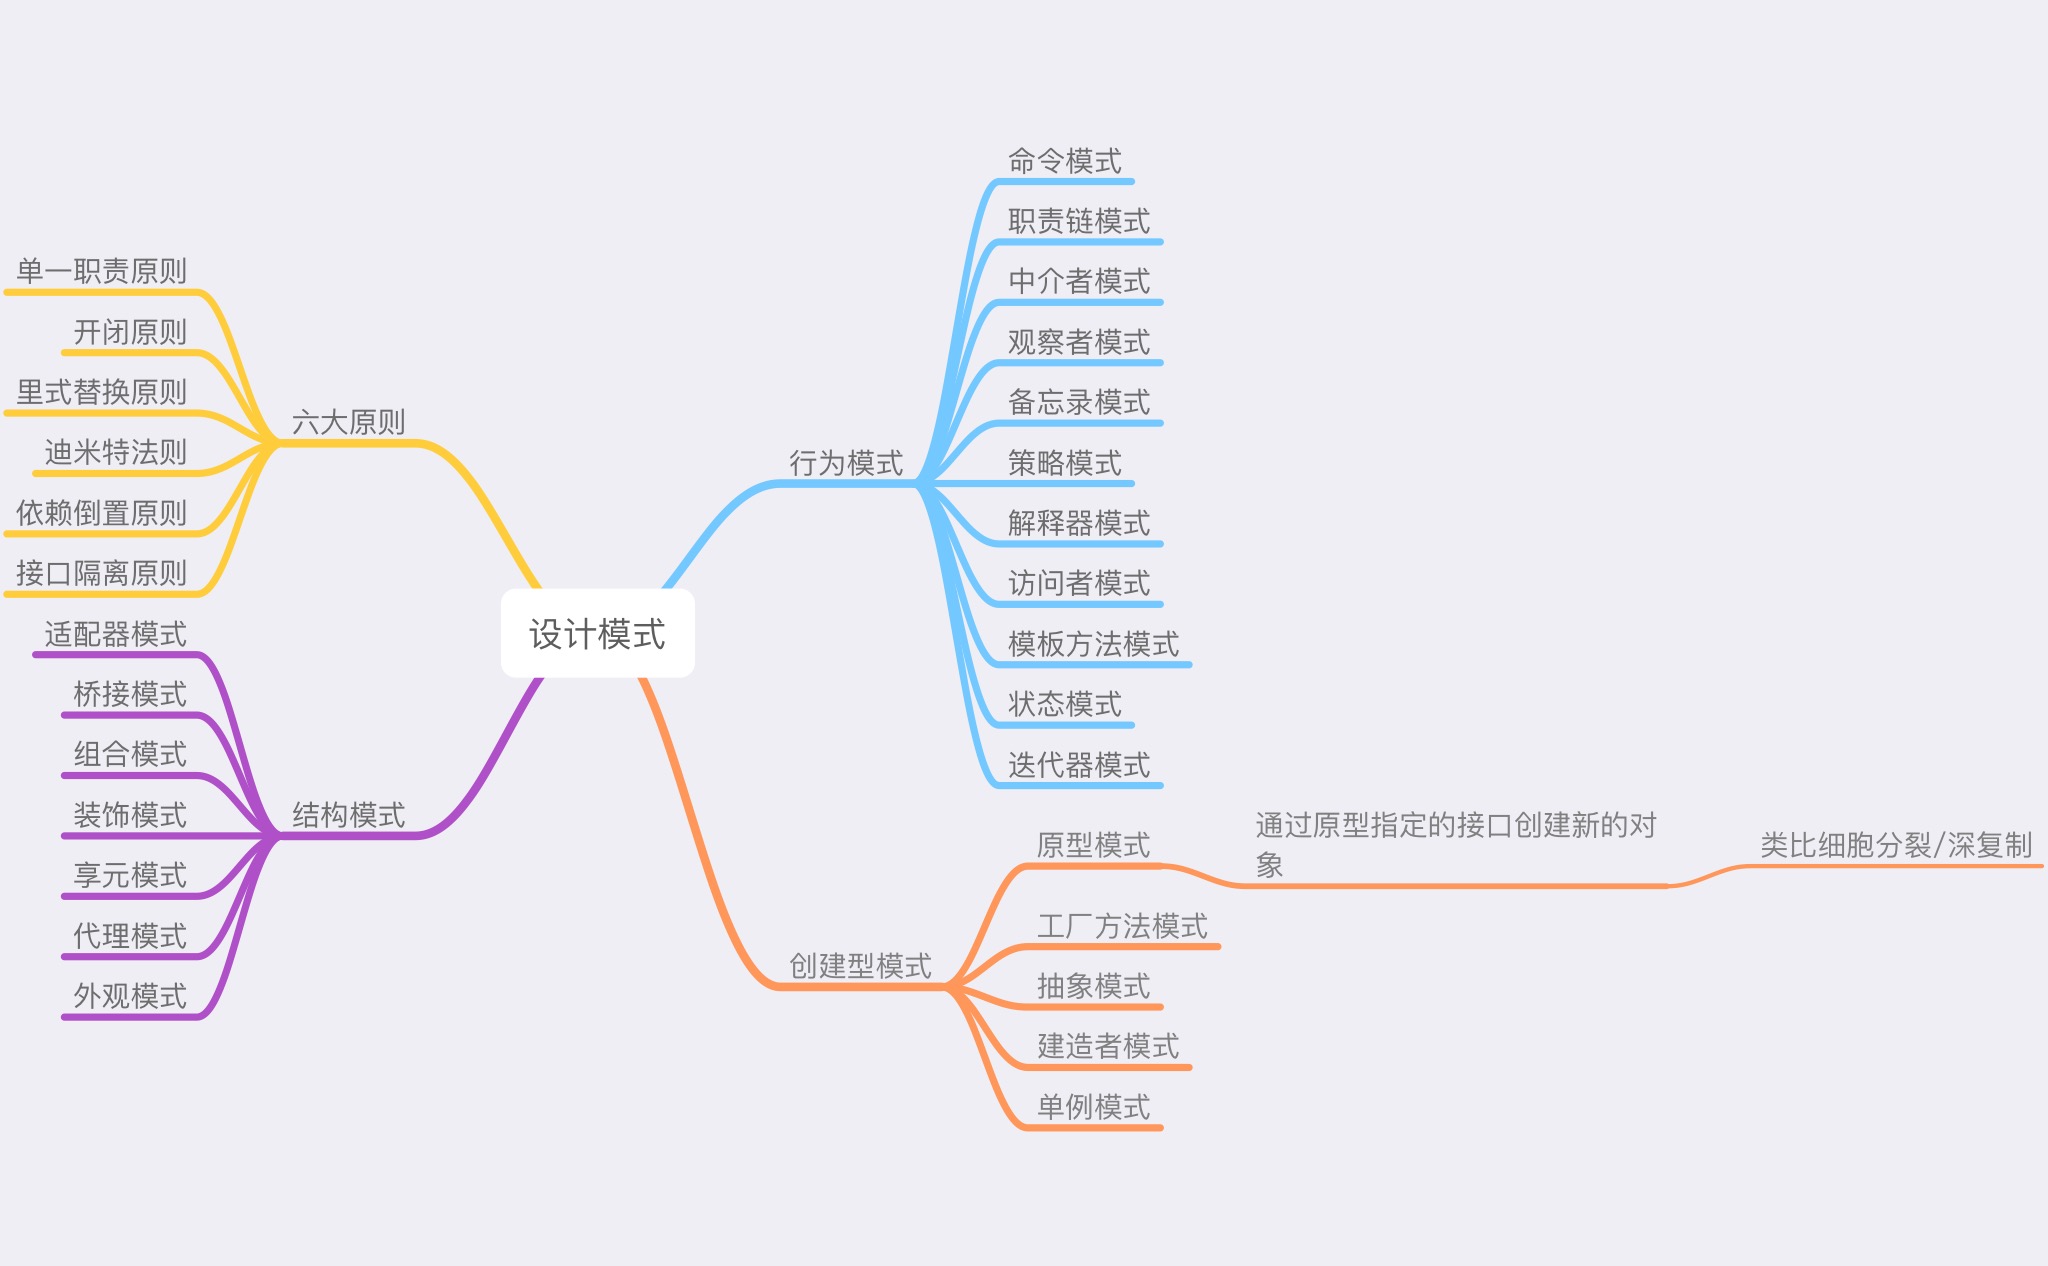 设计模式
六大原则
单一职责原则
开闭原则
里式替换原则
迪米特法则
依赖倒置原则
接口隔离原则
结构模式
适配器模式
桥接模式
组合模式
装饰模式
享元模式
代理模式
外观模式
行为模式
命令模式
职责链模式
中介者模式
观察者模式
备忘录模式
策略模式
解释器模式
访问者模式
模板方法模式
状态模式
迭代器模式
创建型模式
原型模式
通过原型指定的接口创建新的对
象
类比细胞分裂/深复制
工厂方法模式
抽象模式
建造者模式
单例模式